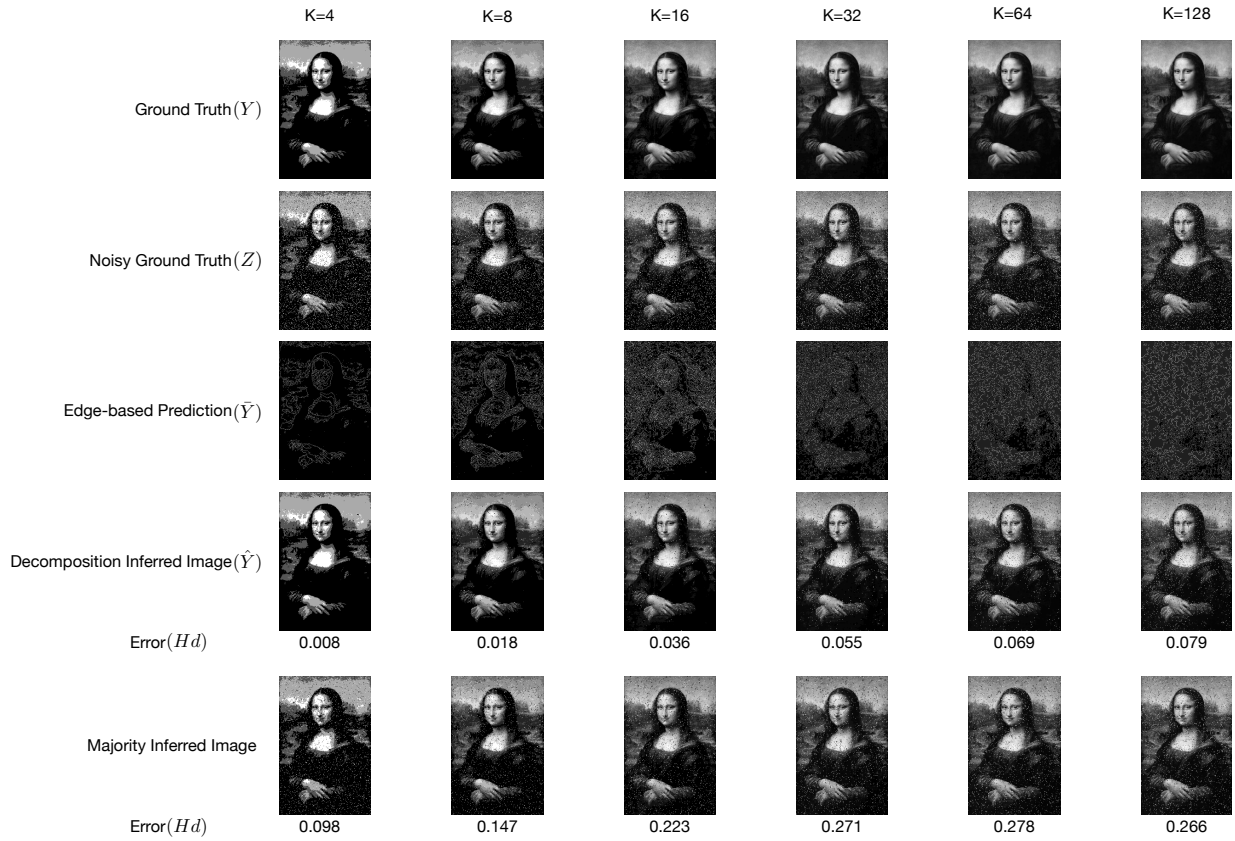 K=4 K=8 K=16 K=32 K=64 K=128
Ground Truth(Y)
Noisy Ground Truth(Z)
Edge-based Prediction(Ȳ)
Decomposition Inferred Image(Ŷ)
Error(Hd) 0.008 0.018 0.036 0.055 0.069 0.079
Majority Inferred Image
Error(Hd) 0.098 0.147 0.223 0.271 0.278 0.266